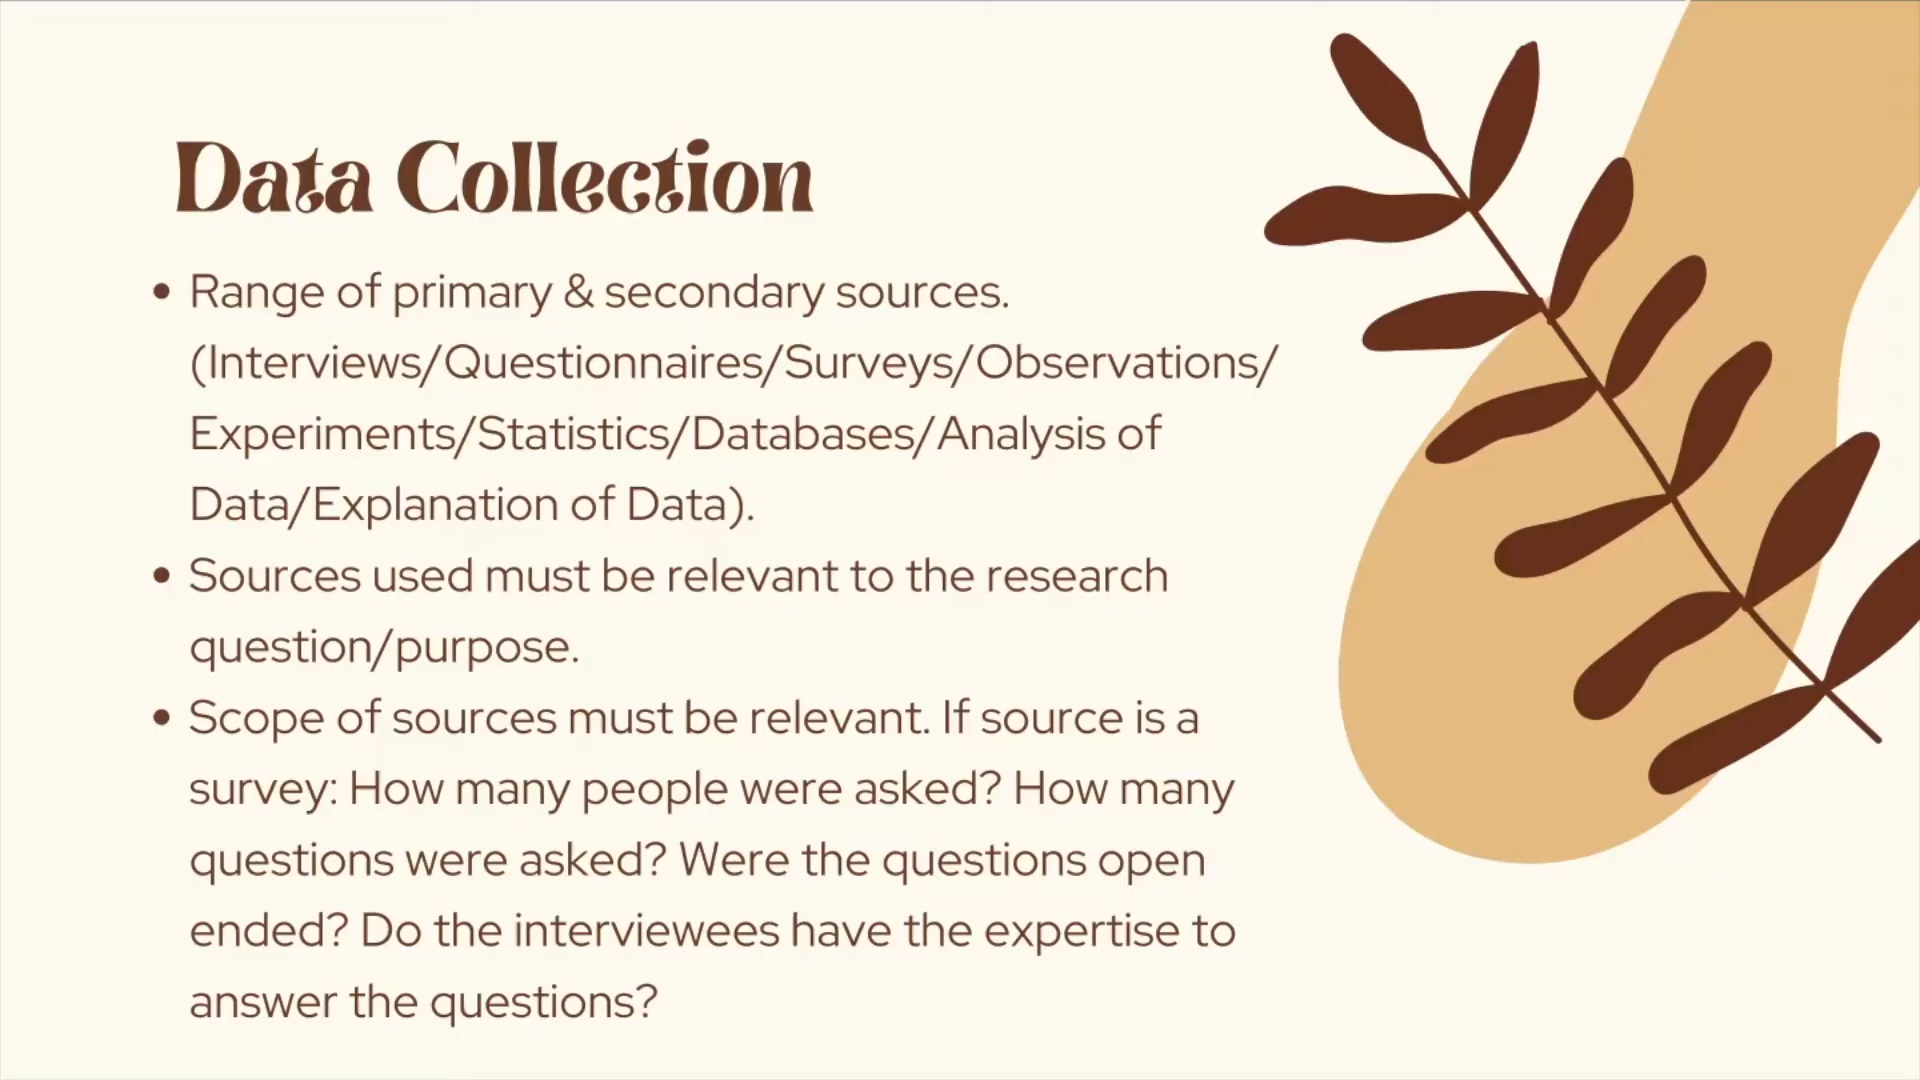 Data Collection
• Range of primary & secondary sources.
(Interviews/Questionnaires/Surveys/Observations/
Experiments/Statistics/Databases/Analysis of
Data/Explanation of Data).
• Sources used must be relevant to the research
question/purpose.
• Scope of sources must be relevant. If source is a
survey: How many people were asked? How many
questions were asked? Were the questions open
ended? Do the interviewees have the expertise to
answer the questions?